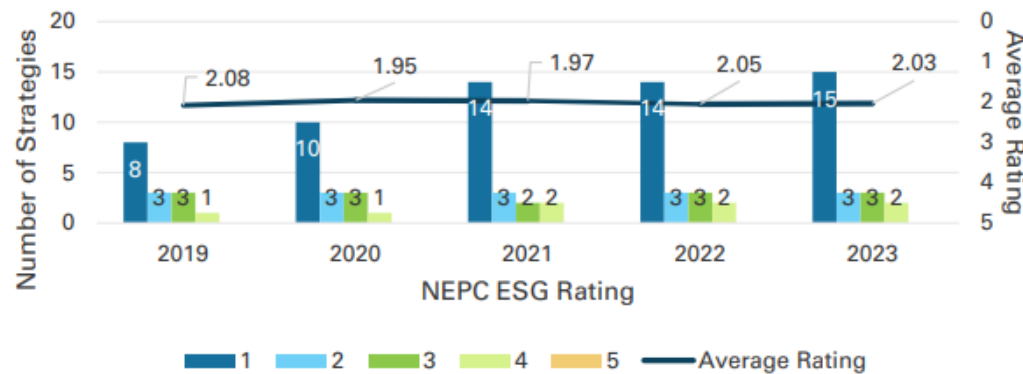 Number of Strategies
20
15
10
5
0
0
1
2
3
4
5
Average Rating
2.08
1.95
1.97
2.05
2.03
8 3 3 1
10 3 3 1
14 3 2 2
14 3 3 2
15 3 3 2
2019 2020 2021 2022 2023
NEPC ESG Rating
1 2 3 4 5 Average Rating